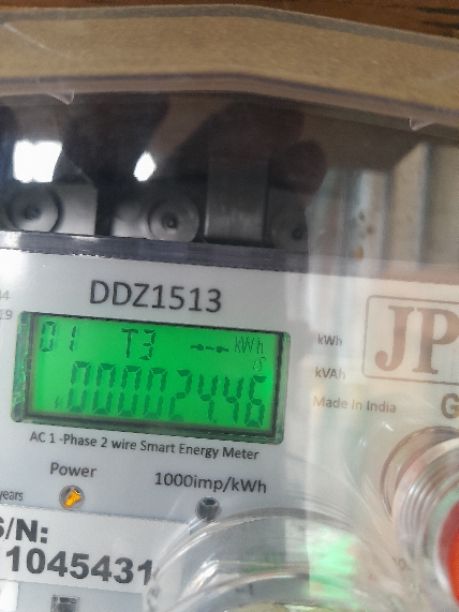 DDZ1513
01 T3 ---kWh
00002446
kWh
kVAh
Made in India
JP
G
AC 1 -Phase 2 wire Smart Energy Meter
Power
1000imp/kWh
years
S/N:
1045431